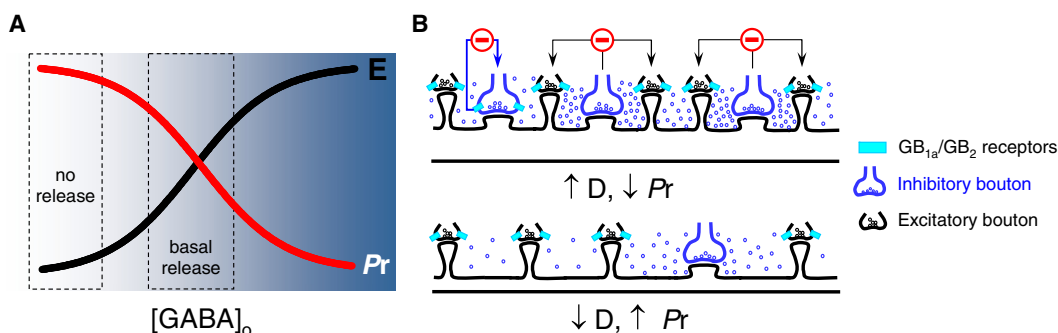 A
E
no
release
basal
release
Pr
[GABA]o
B
↑ D, ↓ Pr
↓ D, ↑ Pr
GB1a/GB2 receptors
Inhibitory bouton
Excitatory bouton